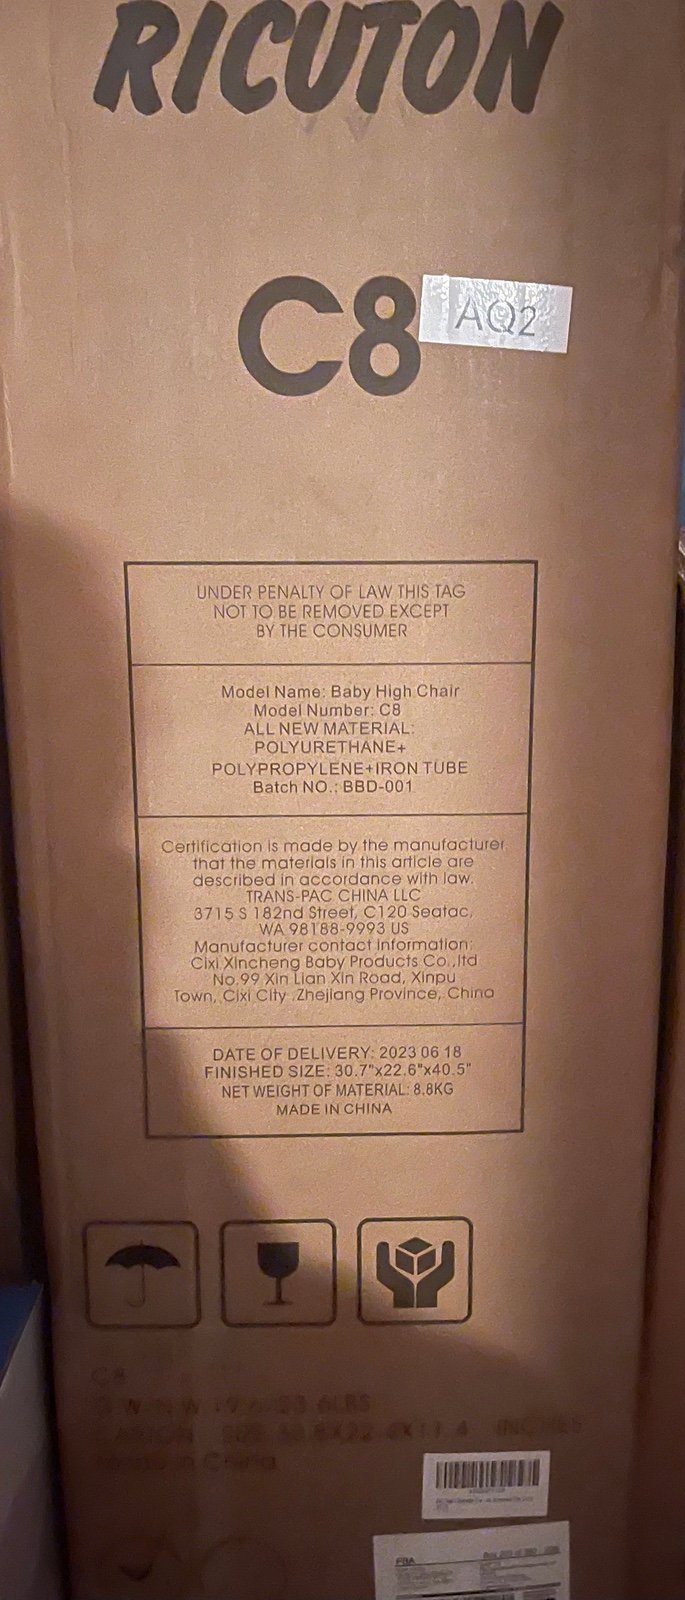 RICUTON
C8
AQ2
UNDER PENALTY OF LAW THIS TAG
NOT TO BE REMOVED EXCEPT
BY THE CONSUMER
Model Name: Baby High Chair
Model Number: C8
ALL NEW MATERIAL:
POLYURETHANE+
POLYPROPYLENE+IRON TUBE
Batch NO.: BBD-001
Certification is made by the manufacturer
that the materials in this article are
described in accordance with law.
TRANS-PAC CHINA LLC
3715 S 182nd Street, C120 Seatac,
WA 98188-9993 US
Manufacturer contact information:
Cixi Xincheng Baby Products Co.,ltd
No.99 Xin Lian Xin Road, Xinpu
Town, Cixi City ,Zhejiang Province, China
DATE OF DELIVERY: 2023 06 18
FINISHED SIZE: 30.7"x22.6"x40.5"
NET WEIGHT OF MATERIAL: 8.8KG
MADE IN CHINA
C8
Made in China
FBA